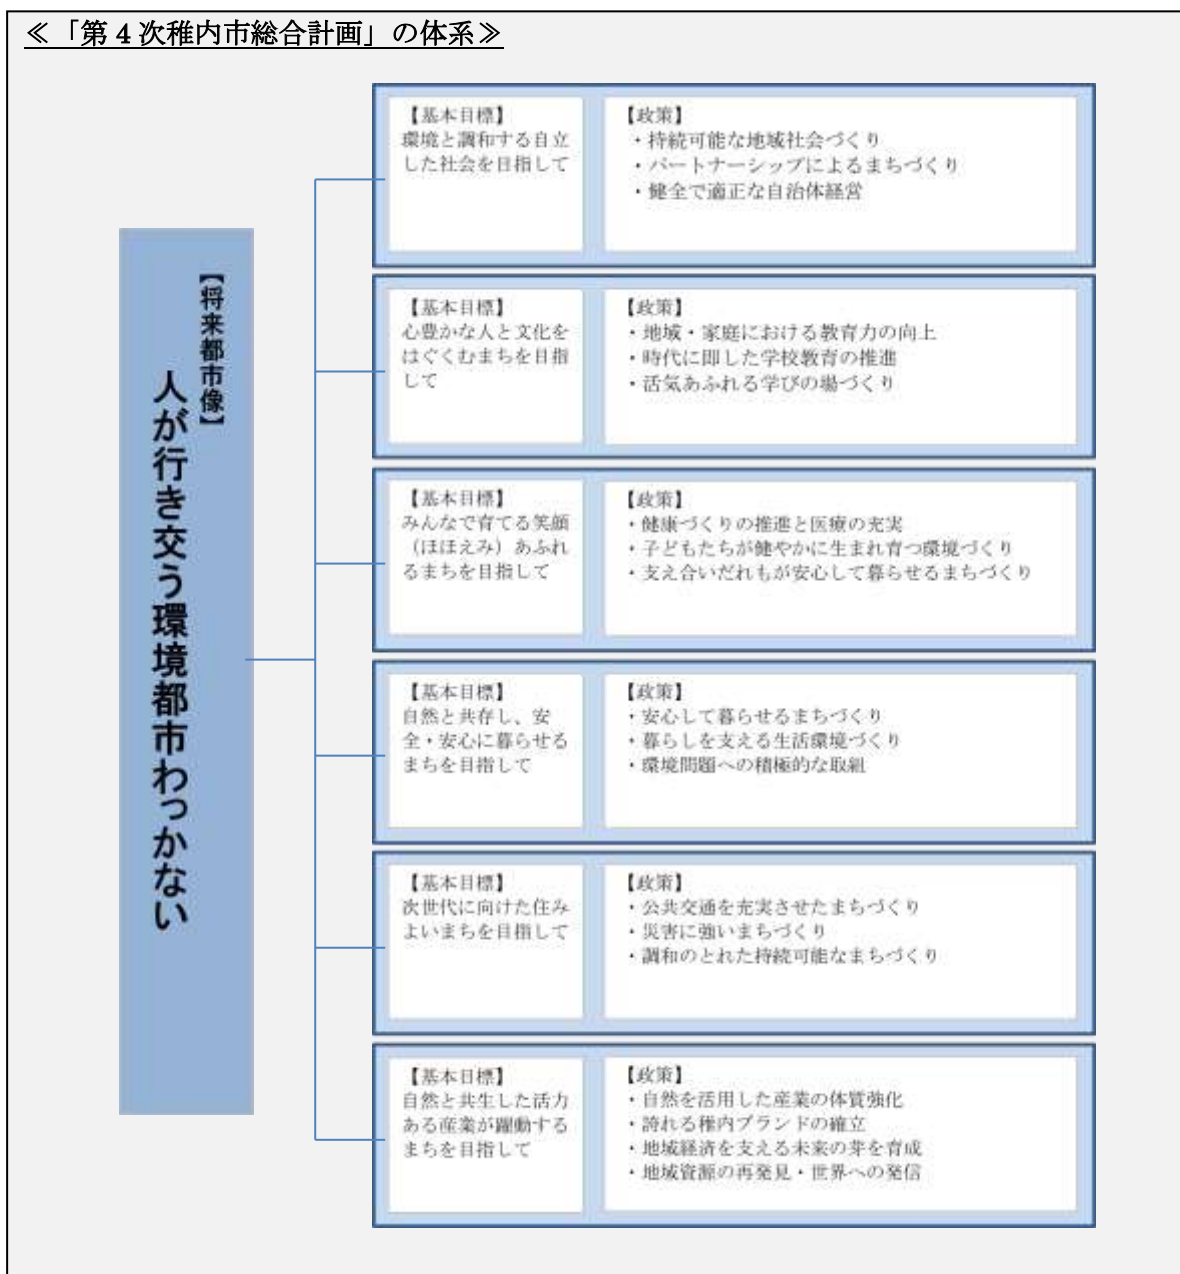 ≪「第4次稚内市総合計画」の体系≫
【将来都市像】
人が行き交う環境都市わっかない
【基本目標】
環境と調和する自立
した社会を目指して
【政策】
・持続可能な地域社会づくり
・パートナーシップによるまちづくり
・健全で適正な自治体経営
【基本目標】
心豊かな人と文化を
はぐくむまちを目指
して
【政策】
・地域・家庭における教育力の向上
・時代に即した学校教育の推進
・活気あふれる学びの場づくり
【基本目標】
みんなで育てる笑顔
（ほほえみ）あふれ
るまちを目指して
【政策】
・健康づくりの推進と医療の充実
・子どもたちが健やかに生まれ育つ環境づくり
・支え合いだれもが安心して暮らせるまちづくり
【基本目標】
自然と共存し、安
全・安心に暮らせる
まちを目指して
【政策】
・安心して暮らせるまちづくり
・暮らしを支える生活環境づくり
・環境問題への積極的な取組
【基本目標】
次世代に向けた住み
よいまちを目指して
【政策】
・公共交通を充実させたまちづくり
・災害に強いまちづくり
・調和のとれた持続可能なまちづくり
【基本目標】
自然と共生した活力
ある産業が躍動する
まちを目指して
【政策】
・自然を活用した産業の体質強化
・誇れる稚内ブランドの確立
・地域経済を支える未来の芽を育成
・地域資源の再発見・世界への発信